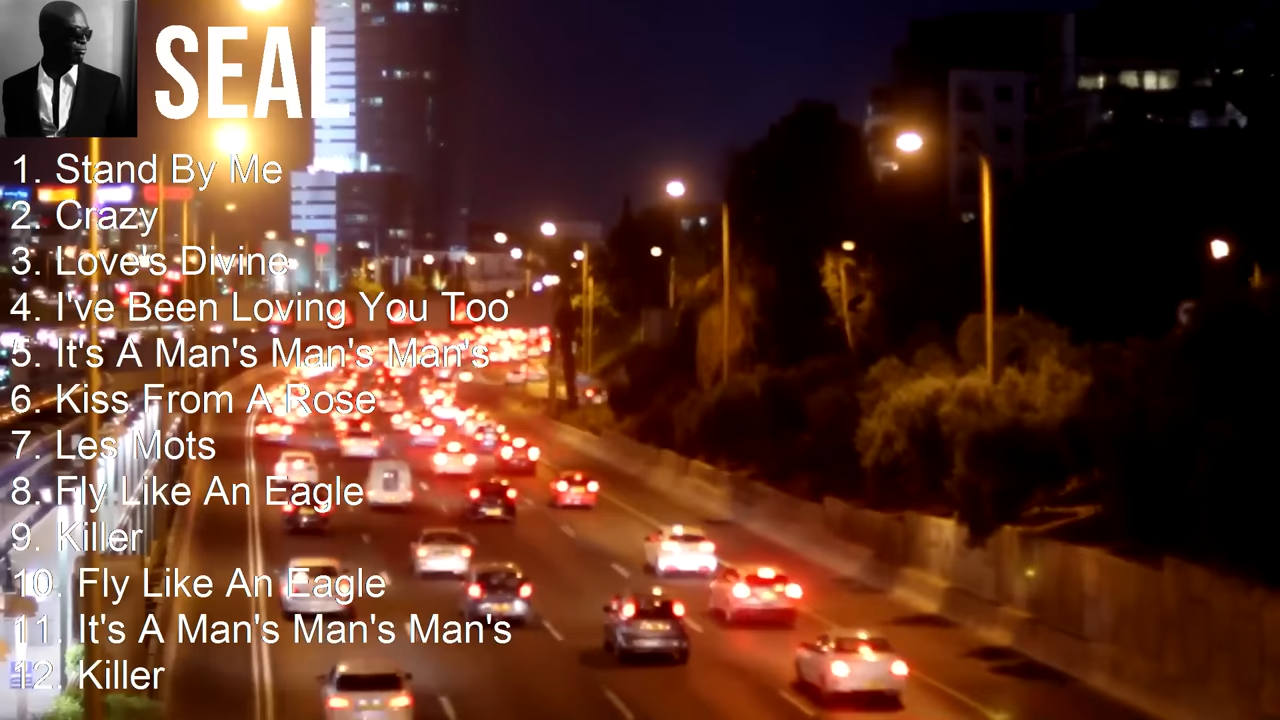 SEAL
1. Stand By Me
2. Crazy
3. Love's Divine
4. I've Been Loving You Too
5. It's A Man's Man's Man's
6. Kiss From A Rose
7. Les Mots
8. Fly Like An Eagle
9. Killer
10. Fly Like An Eagle
11. It's A Man's Man's Man's
12. Killer